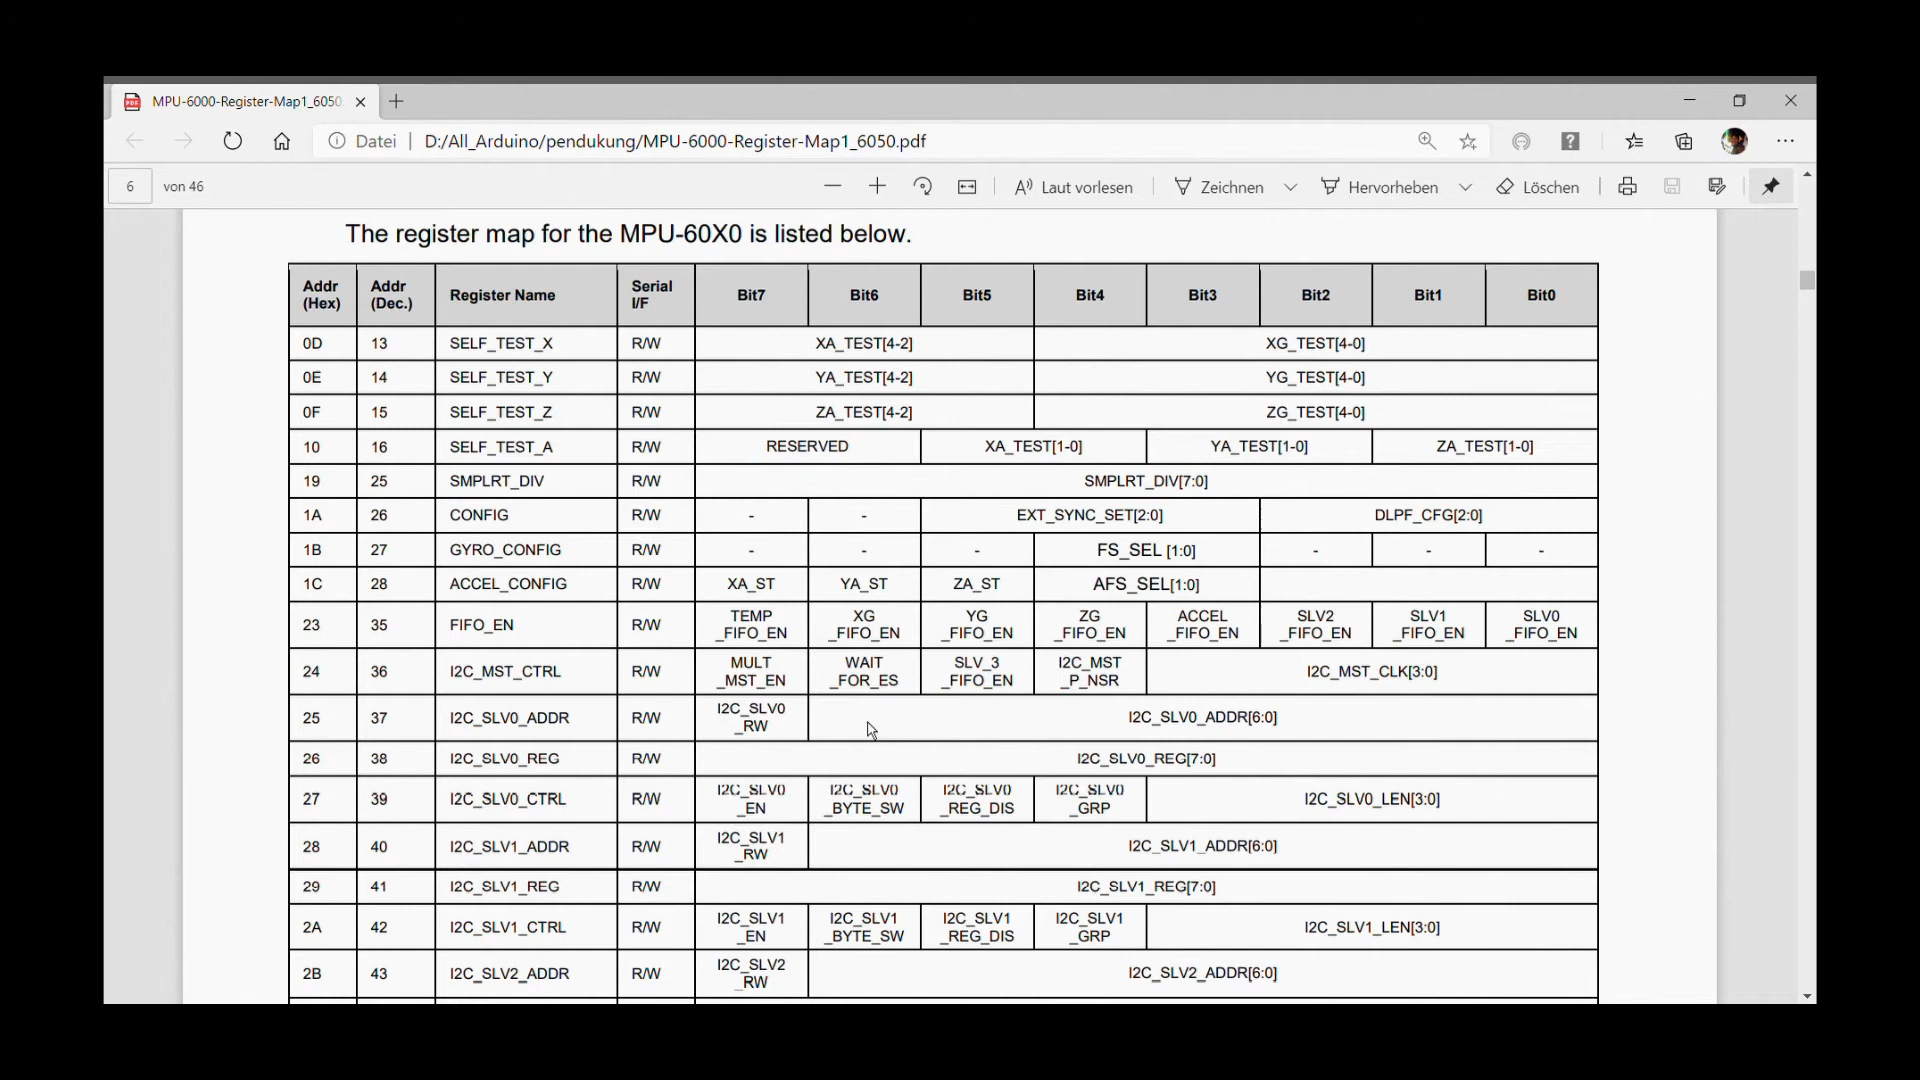 MPU-6000-Register-Map1_6050
Datei D:/All_Arduino/pendukung/MPU-6000-Register-Map1_6050.pdf
6 von 46 Laut vorlesen Zeichnen Hervorheben Löschen
The register map for the MPU-60X0 is listed below.
Addr (Hex) Addr (Dec.) Register Name Serial I/F Bit7 Bit6 Bit5 Bit4 Bit3 Bit2 Bit1 Bit0
0D 13 SELF_TEST_X R/W XA_TEST[4-2] XG_TEST[4-0]
0E 14 SELF_TEST_Y R/W YA_TEST[4-2] YG_TEST[4-0]
0F 15 SELF_TEST_Z R/W ZA_TEST[4-2] ZG_TEST[4-0]
10 16 SELF_TEST_A R/W RESERVED XA_TEST[1-0] YA_TEST[1-0] ZA_TEST[1-0]
19 25 SMPLRT_DIV R/W SMPLRT_DIV[7:0]
1A 26 CONFIG R/W - - EXT_SYNC_SET[2:0] DLPF_CFG[2:0]
1B 27 GYRO_CONFIG R/W - - - FS_SEL [1:0] - - -
1C 28 ACCEL_CONFIG R/W XA_ST YA_ST ZA_ST AFS_SEL[1:0]
23 35 FIFO_EN R/W TEMP _FIFO_EN XG _FIFO_EN YG _FIFO_EN ZG _FIFO_EN ACCEL _FIFO_EN SLV2 _FIFO_EN SLV1 _FIFO_EN SLV0 _FIFO_EN
24 36 I2C_MST_CTRL R/W MULT _MST_EN WAIT _FOR_ES SLV_3 _FIFO_EN I2C_MST _P_NSR I2C_MST_CLK[3:0]
25 37 I2C_SLV0_ADDR R/W I2C_SLV0 _RW I2C_SLV0_ADDR[6:0]
26 38 I2C_SLV0_REG R/W I2C_SLV0_REG[7:0]
27 39 I2C_SLV0_CTRL R/W I2C_SLV0 _EN I2C_SLV0 _BYTE_SW I2C_SLV0 _REG_DIS I2C_SLV0 _GRP I2C_SLV0_LEN[3:0]
28 40 I2C_SLV1_ADDR R/W I2C_SLV1 _RW I2C_SLV1_ADDR[6:0]
29 41 I2C_SLV1_REG R/W I2C_SLV1_REG[7:0]
2A 42 I2C_SLV1_CTRL R/W I2C_SLV1 _EN I2C_SLV1 _BYTE_SW I2C_SLV1 _REG_DIS I2C_SLV1 _GRP I2C_SLV1_LEN[3:0]
2B 43 I2C_SLV2_ADDR R/W I2C_SLV2 _RW I2C_SLV2_ADDR[6:0]